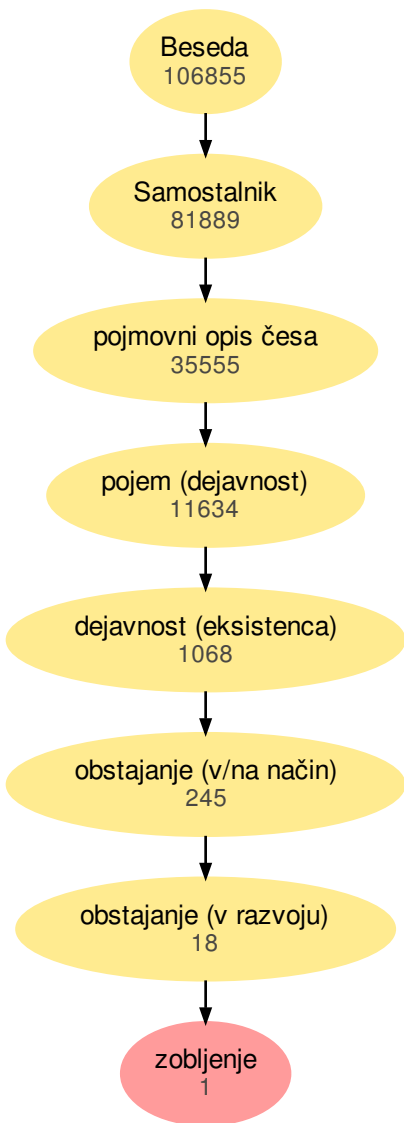 Beseda
106855
Samostalnik
81889
pojmovni opis česa
35555
pojem (dejavnost)
11634
dejavnost (eksistenca)
1068
obstajanje (v/na način)
245
obstajanje (v razvoju)
18
zobljenje
1